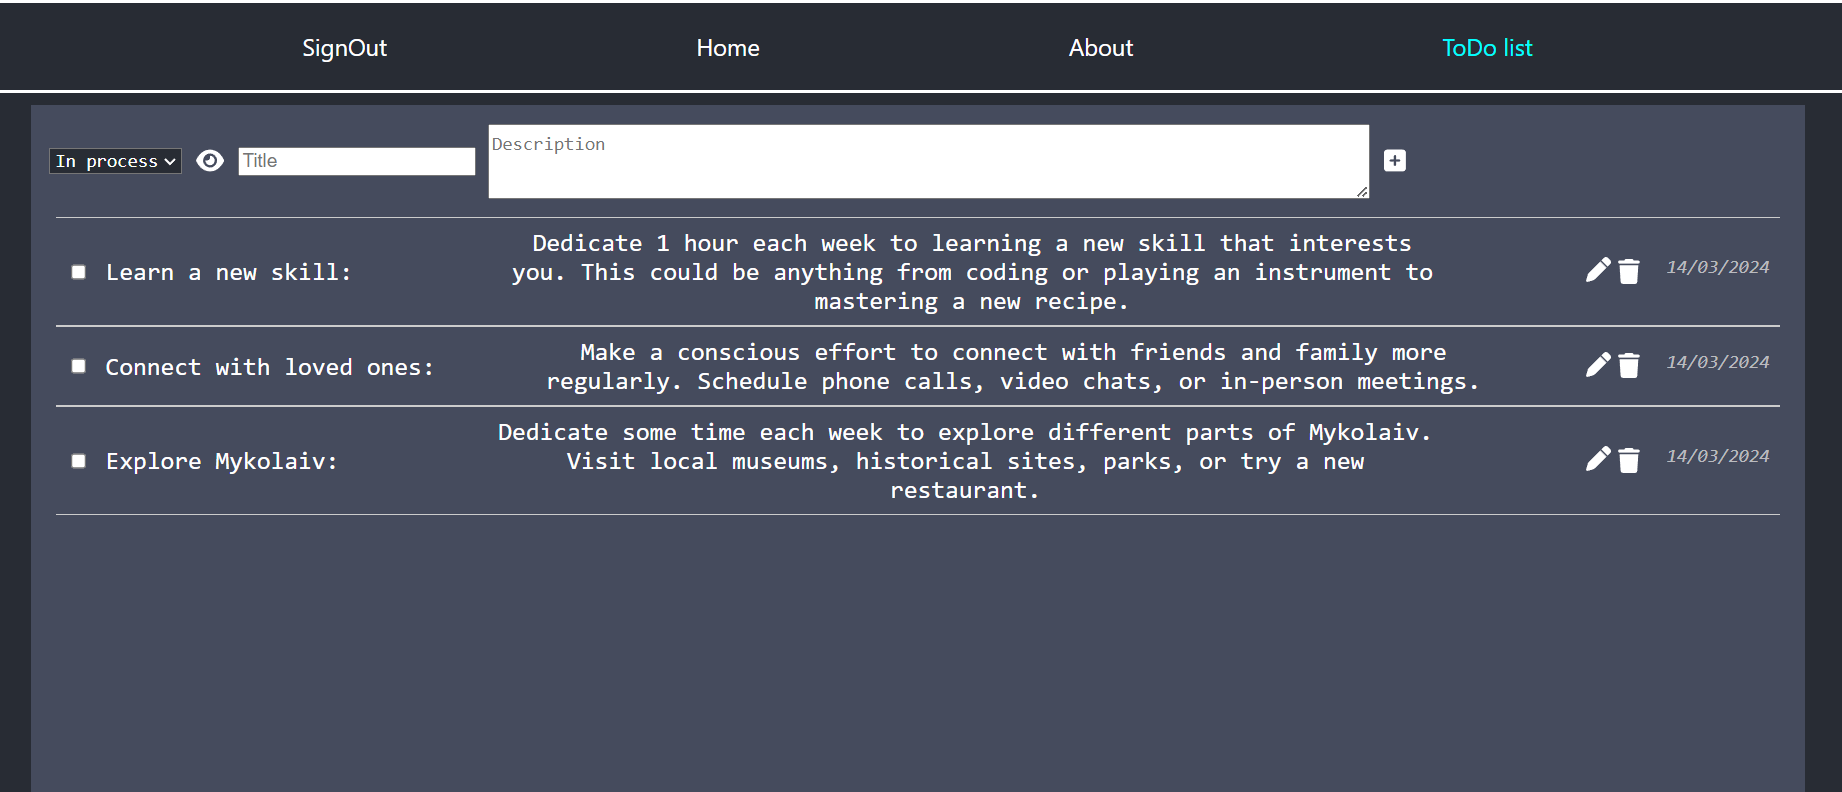 SignOut Home About ToDo list
In process Title Description
Dedicate 1 hour each week to learning a new skill that interests
Learn a new skill: you. This could be anything from coding or playing an instrument to 14/03/2024
mastering a new recipe.
Make a conscious effort to connect with friends and family more
Connect with loved ones: regularly. Schedule phone calls, video chats, or in-person meetings. 14/03/2024
Dedicate some time each week to explore different parts of Mykolaiv.
Explore Mykolaiv: Visit local museums, historical sites, parks, or try a new 14/03/2024
restaurant.